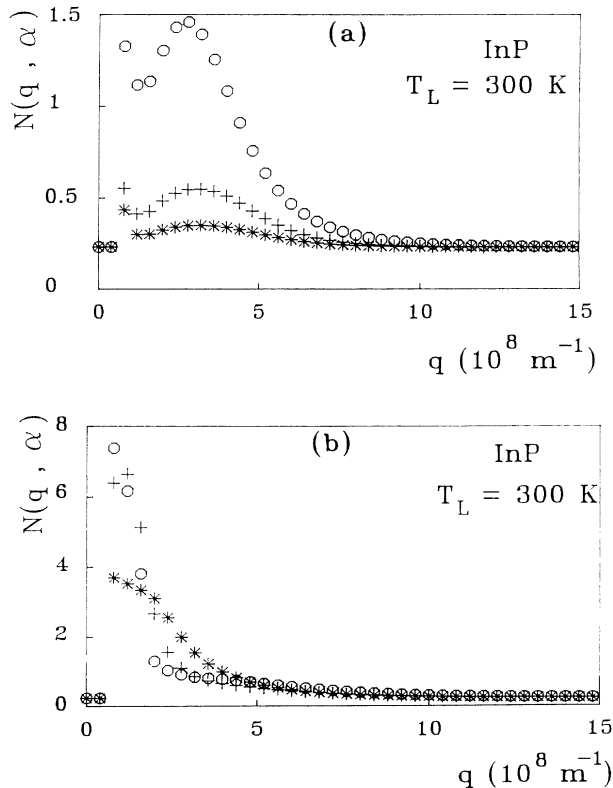 1.5
(a)
InP
T_L = 300 K
N(q , α)
1
0.5
0
0
5
10
15
q (10^8 m^-1)
8
(b)
InP
T_L = 300 K
N(q , α)
6
4
2
0
0
5
10
15
q (10^8 m^-1)